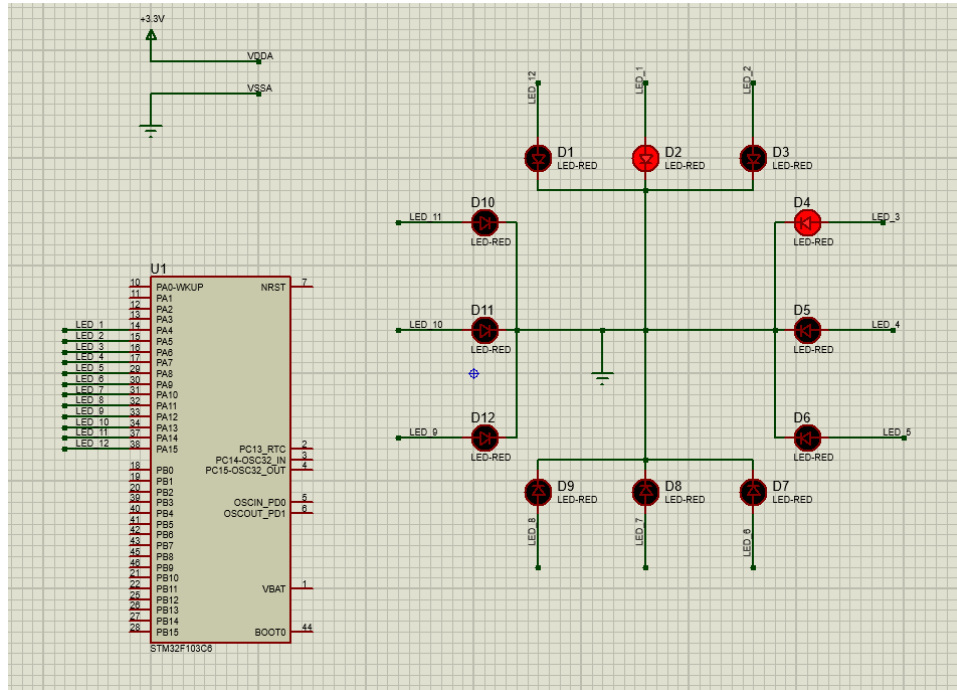 +3.3V
VDDA
VSSA
LED_12
LED_1
LED_2
D1
LED-RED
D2
LED-RED
D3
LED-RED
LED_11
D10
LED-RED
D4
LED-RED
LED_3
LED_10
D11
LED-RED
D5
LED-RED
LED_4
LED_9
D12
LED-RED
D6
LED-RED
LED_5
D9
LED-RED
D8
LED-RED
D7
LED-RED
LED_8
LED_7
LED_6
U1
10 PA0-WKUP NRST 7
11 PA1
12 PA2
13 PA3
LED_1 14 PA4
LED_2 15 PA5
LED_3 16 PA6
LED_4 17 PA7
LED_5 29 PA8
LED_6 30 PA9
LED_7 31 PA10
LED_8 32 PA11
LED_9 33 PA12
LED_10 34 PA13
LED_11 37 PA14
LED_12 38 PA15
PC13_RTC 2
PC14-OSC32_IN 3
PC15-OSC32_OUT 4
18 PB0
19 PB1
20 PB2
39 PB3
OSCIN_PD0 5
40 PB4
OSCOUT_PD1 6
41 PB5
42 PB6
43 PB7
45 PB8
46 PB9
21 PB10
22 PB11 VBAT 1
25 PB12
26 PB13
27 PB14
28 PB15 BOOT0 44
STM32F103C6